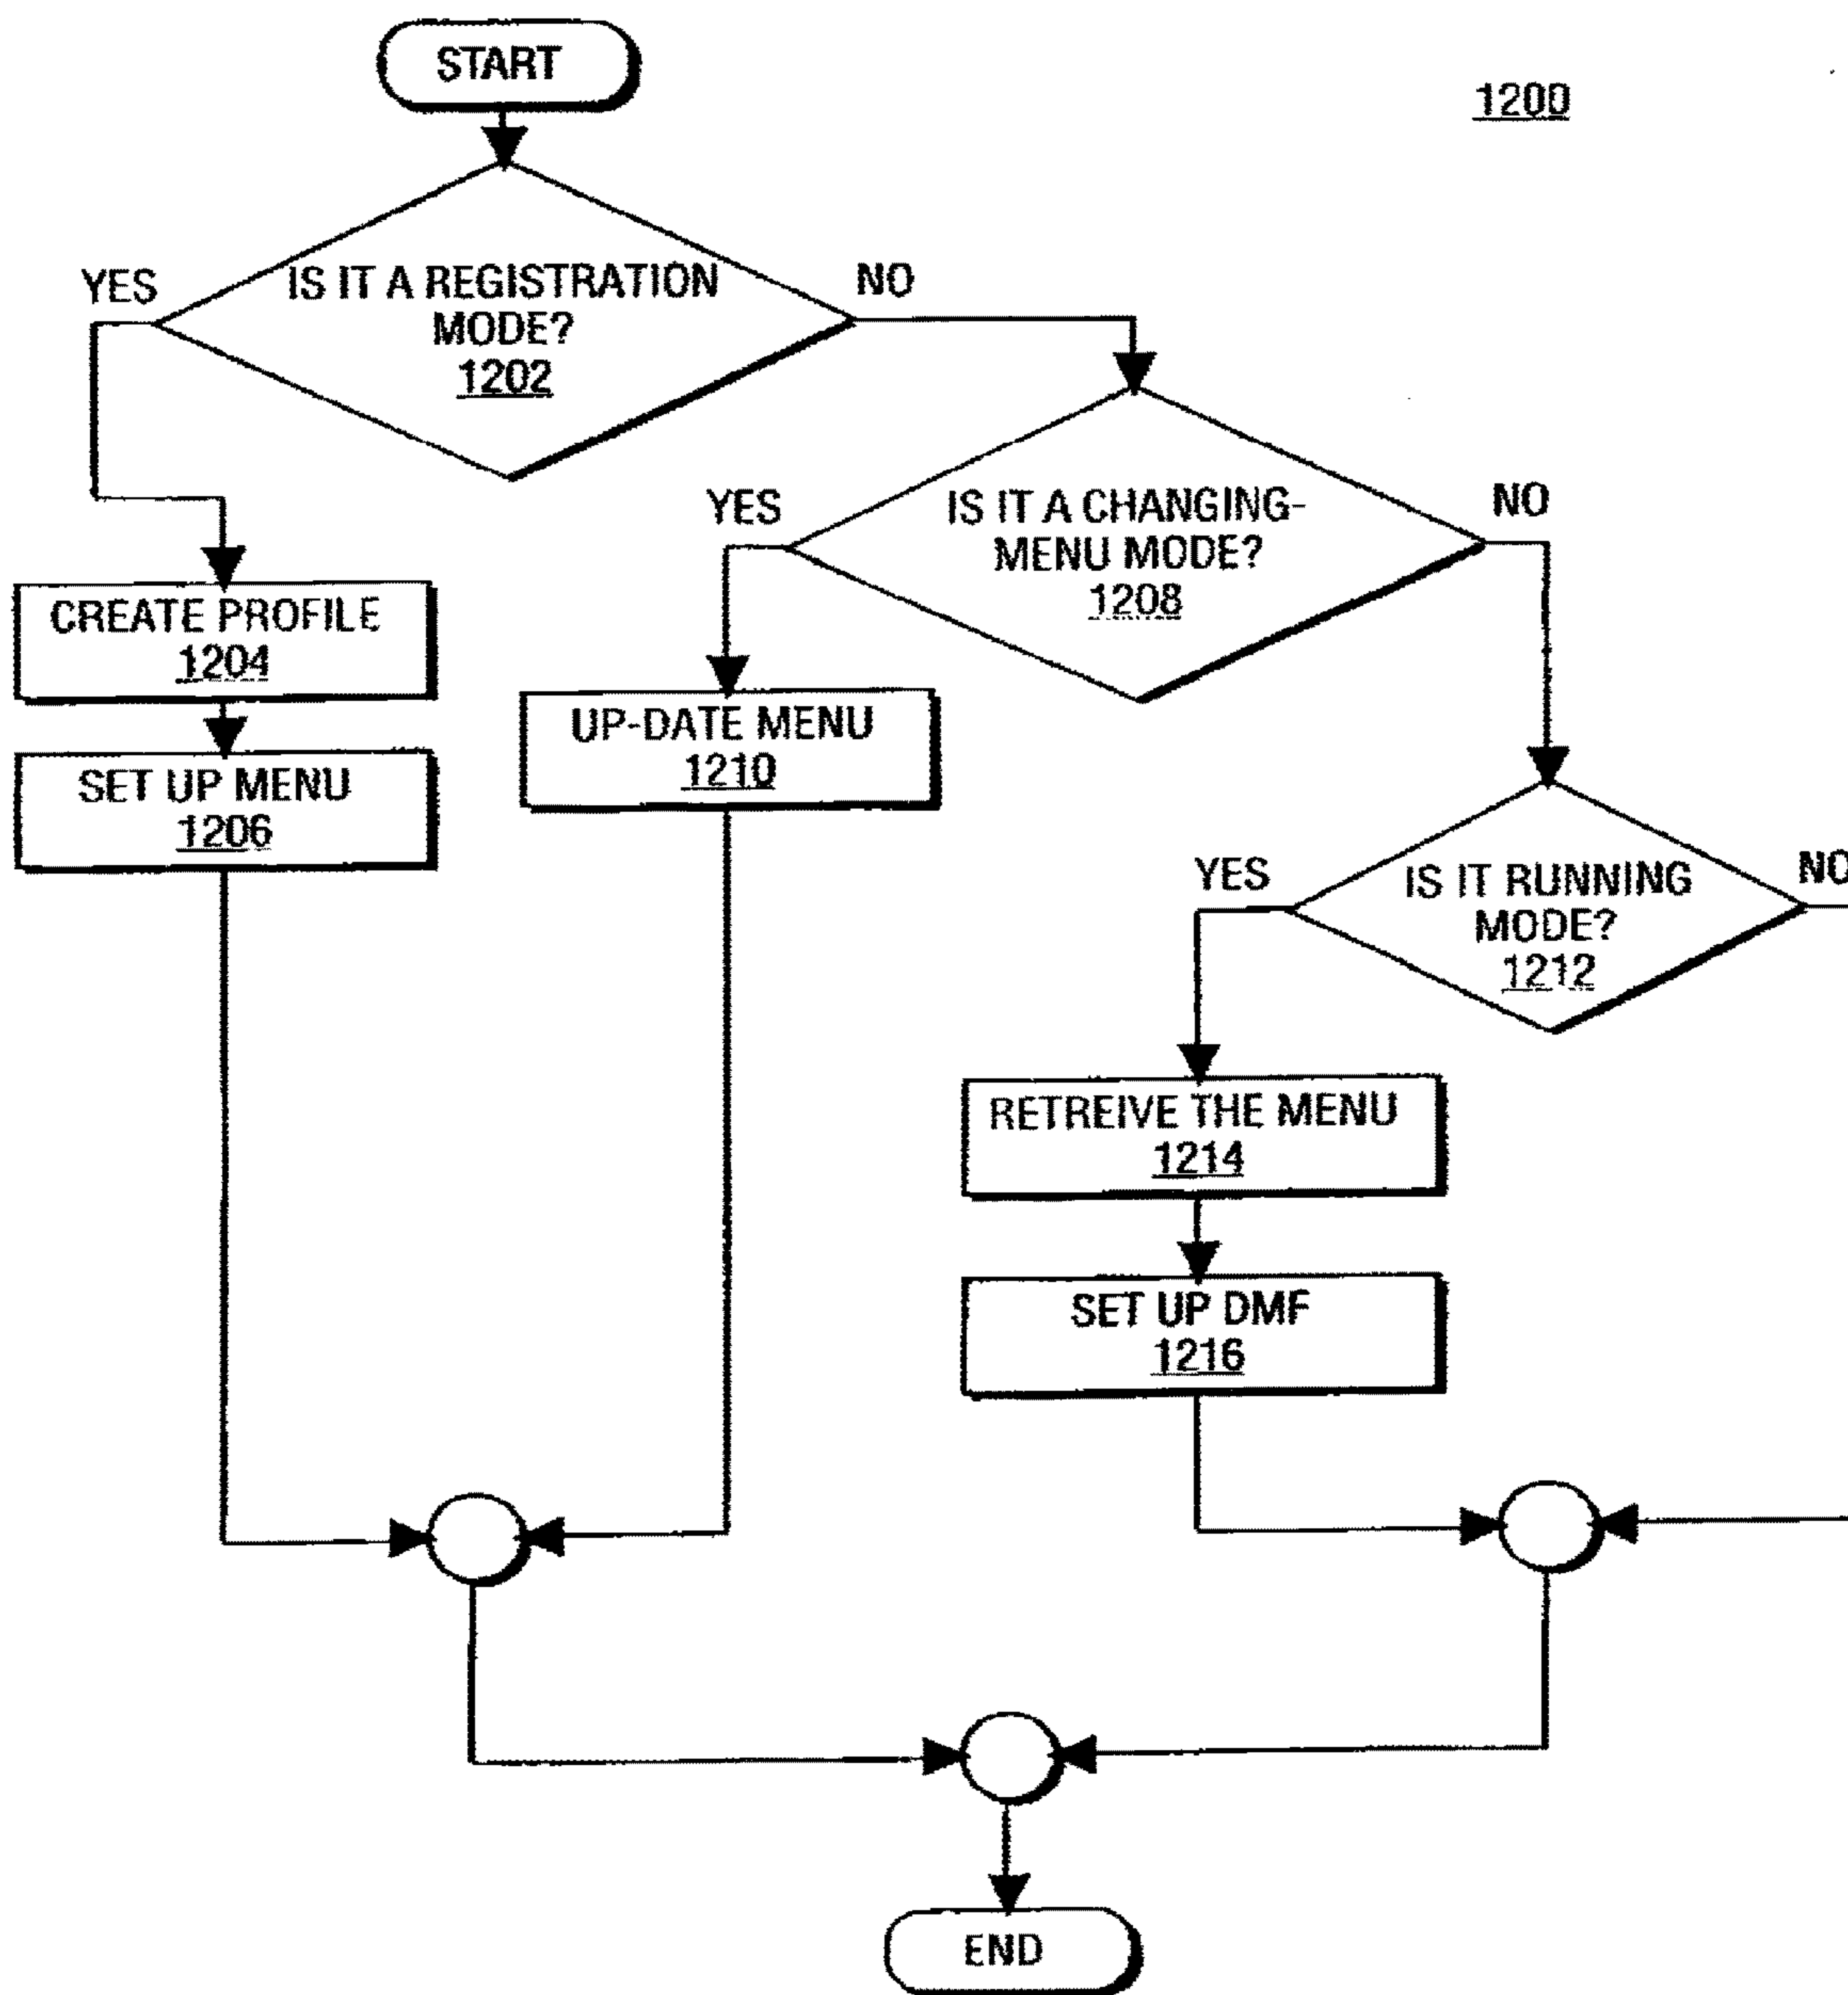 START
1200
IS IT A REGISTRATION
MODE?
1202
YES
NO
IS IT A CHANGING-
MENU MODE?
1208
YES
NO
CREATE PROFILE
1204
SET UP MENU
1206
UP-DATE MENU
1210
IS IT RUNNING
MODE?
1212
YES
NO
RETREIVE THE MENU
1214
SET UP DMF
1216
END